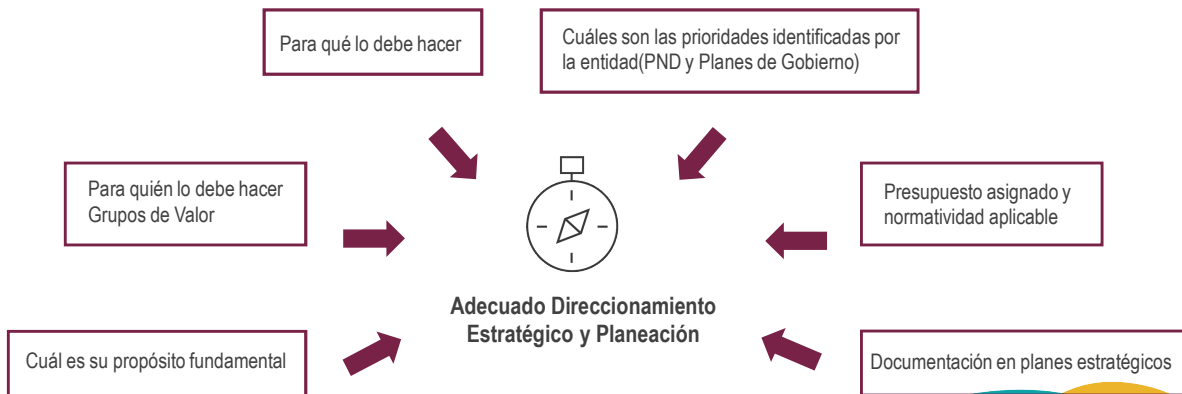 Para qué lo debe hacer
Cuáles son las prioridades identificadas por
la entidad(PND y Planes de Gobierno)
Para quién lo debe hacer
Grupos de Valor
Presupuesto asignado y
normatividad aplicable
Adecuado Direccionamiento
Estratégico y Planeación
Cuál es su propósito fundamental
Documentación en planes estratégicos